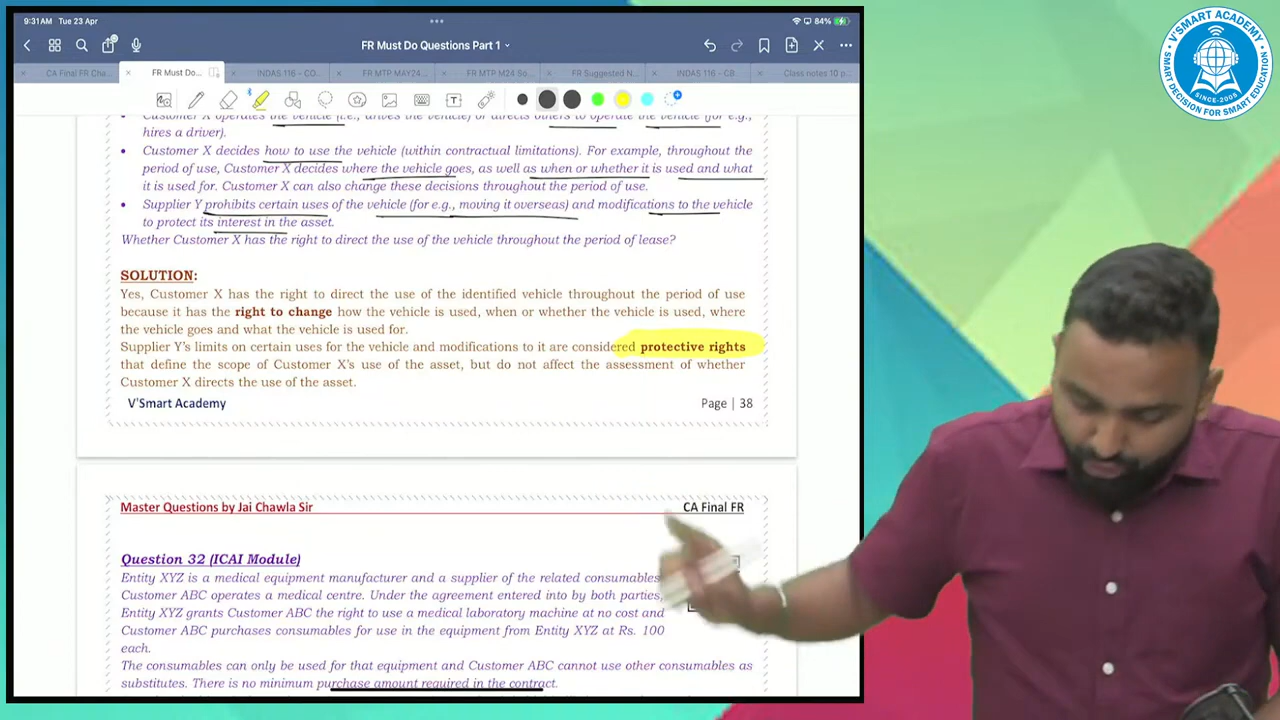 9:31AM Tue 23 Apr
84%
FR Must Do Questions Part 1
CA Final FR Cha...
FR Must Do...
INDAS 116 - CO...
FR MTP MAY24...
FR MTP M24 So...
FR Suggested N...
INDAS 116 - CB...
Class notes 10 p...
Customer X operates the vehicle (i.e., drives the vehicle) or directs others to operate the vehicle (for e.g.,
hires a driver).
Customer X decides how to use the vehicle (within contractual limitations). For example, throughout the
period of use, Customer X decides where the vehicle goes, as well as when or whether it is used and what
it is used for. Customer X can also change these decisions throughout the period of use.
Supplier Y prohibits certain uses of the vehicle (for e.g., moving it overseas) and modifications to the vehicle
to protect its interest in the asset.
Whether Customer X has the right to direct the use of the vehicle throughout the period of lease?
SOLUTION:
Yes, Customer X has the right to direct the use of the identified vehicle throughout the period of use
because it has the right to change how the vehicle is used, when or whether the vehicle is used, where
the vehicle goes and what the vehicle is used for.
Supplier Y's limits on certain uses for the vehicle and modifications to it are considered protective rights
that define the scope of Customer X's use of the asset, but do not affect the assessment of whether
Customer X directs the use of the asset.
V'Smart Academy
Page | 38
Master Questions by Jai Chawla Sir
CA Final FR
Question 32 (ICAI Module)
Entity XYZ is a medical equipment manufacturer and a supplier of the related consumables.
Customer ABC operates a medical centre. Under the agreement entered into by both parties,
Entity XYZ grants Customer ABC the right to use a medical laboratory machine at no cost and
Customer ABC purchases consumables for use in the equipment from Entity XYZ at Rs. 100
each.
The consumables can only be used for that equipment and Customer ABC cannot use other consumables as
substitutes. There is no minimum purchase amount required in the contract.
V'SMART ACADEMY
SMART DECISION FOR SMART EDUCATION
SINCE-2005